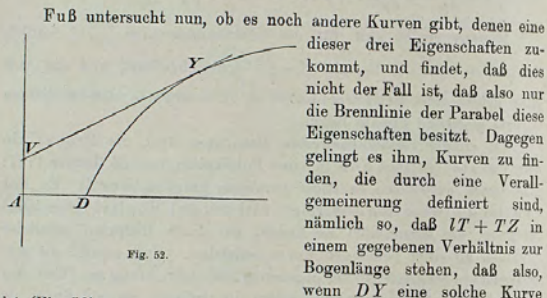 Fuß untersucht nun, ob es noch andere Kurven gibt, denen eine
dieser drei Eigenschaften zu-
kommt, und findet, daß dies
nicht der Fall ist, daß also nur
die Brennlinie der Parabel diese
Eigenschaften besitzt. Dagegen
gelingt es ihm, Kurven zu fin-
den, die durch eine Verall-
gemeinerung definiert sind,
nämlich so, daß lT + TZ in
einem gegebenen Verhältnis zur
Bogenlänge stehen, daß also,
wenn DY eine solche Kurve
Y
V
A
D
Fig. 52.